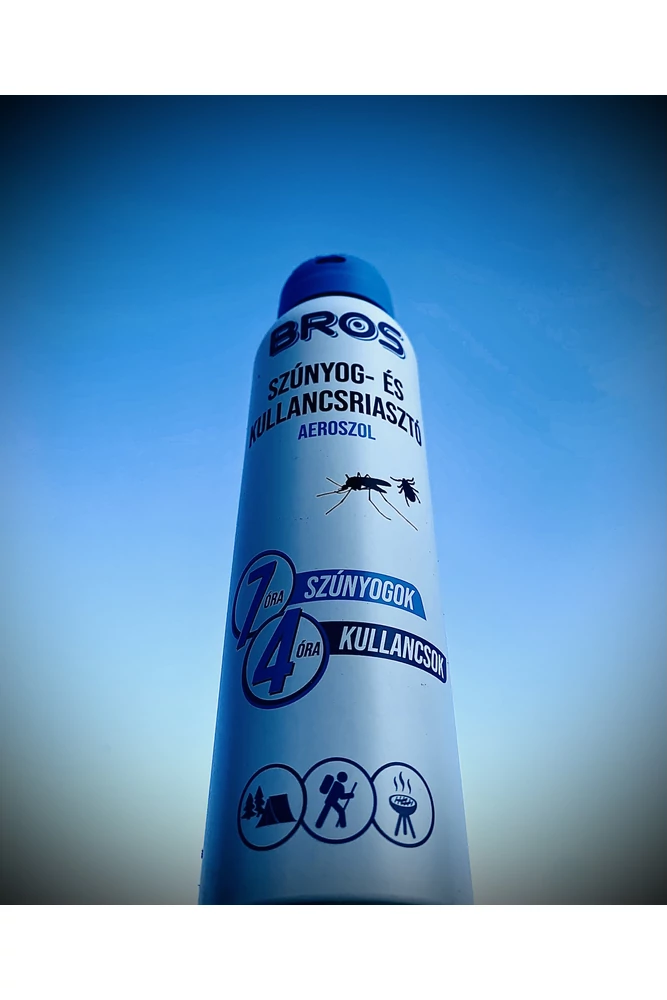 BROS
SZÚNYOG- ÉS
KULLANCSRIASZTÓ
AEROSZOL
7 ÓRA SZÚNYOGOK
4 ÓRA KULLANCSOK